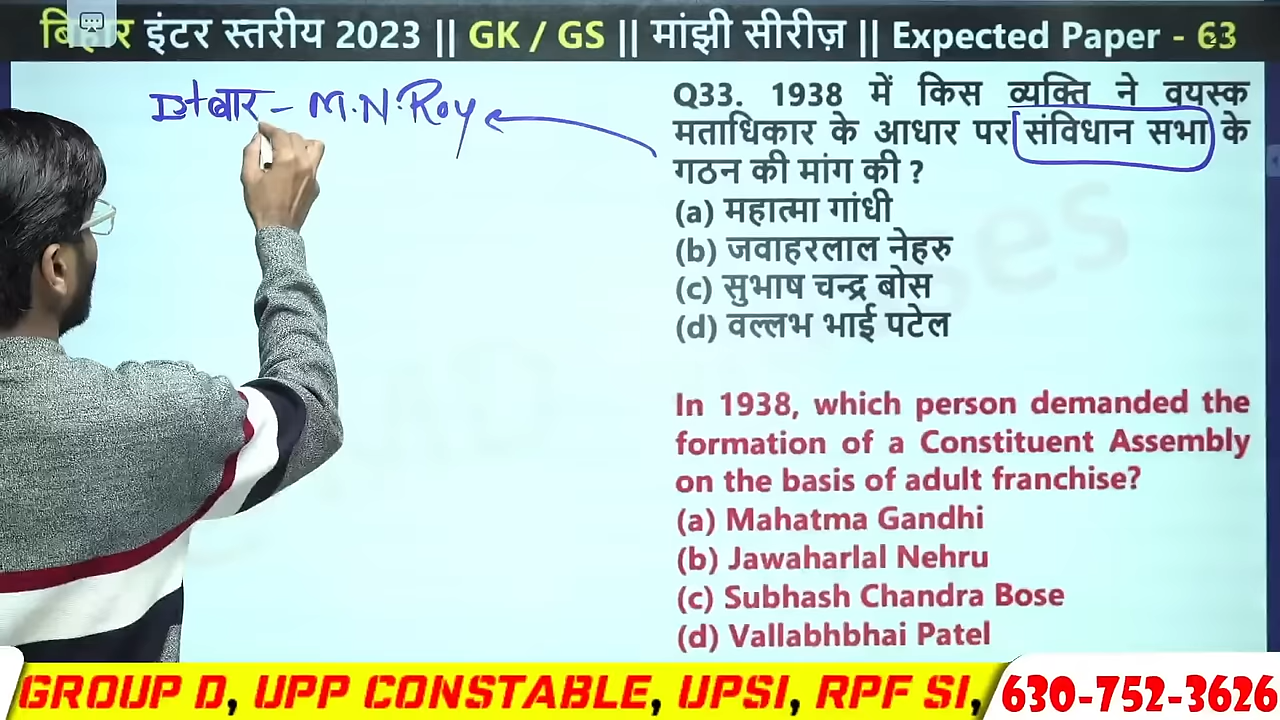 बिहार इंटर स्तरीय 2023 || GK / GS || मांझी सीरीज़ || Expected Paper - 63
M.N.Roy
Q33. 1938 में किस व्यक्ति ने वयस्क
मताधिकार के आधार पर संविधान सभा के
गठन की मांग की ?
(a) महात्मा गांधी
(b) जवाहरलाल नेहरु
(c) सुभाष चन्द्र बोस
(d) वल्लभ भाई पटेल
In 1938, which person demanded the
formation of a Constituent Assembly
on the basis of adult franchise?
(a) Mahatma Gandhi
(b) Jawaharlal Nehru
(c) Subhash Chandra Bose
(d) Vallabhbhai Patel
GROUP D, UPP CONSTABLE, UPSI, RPF SI,
630-752-3626